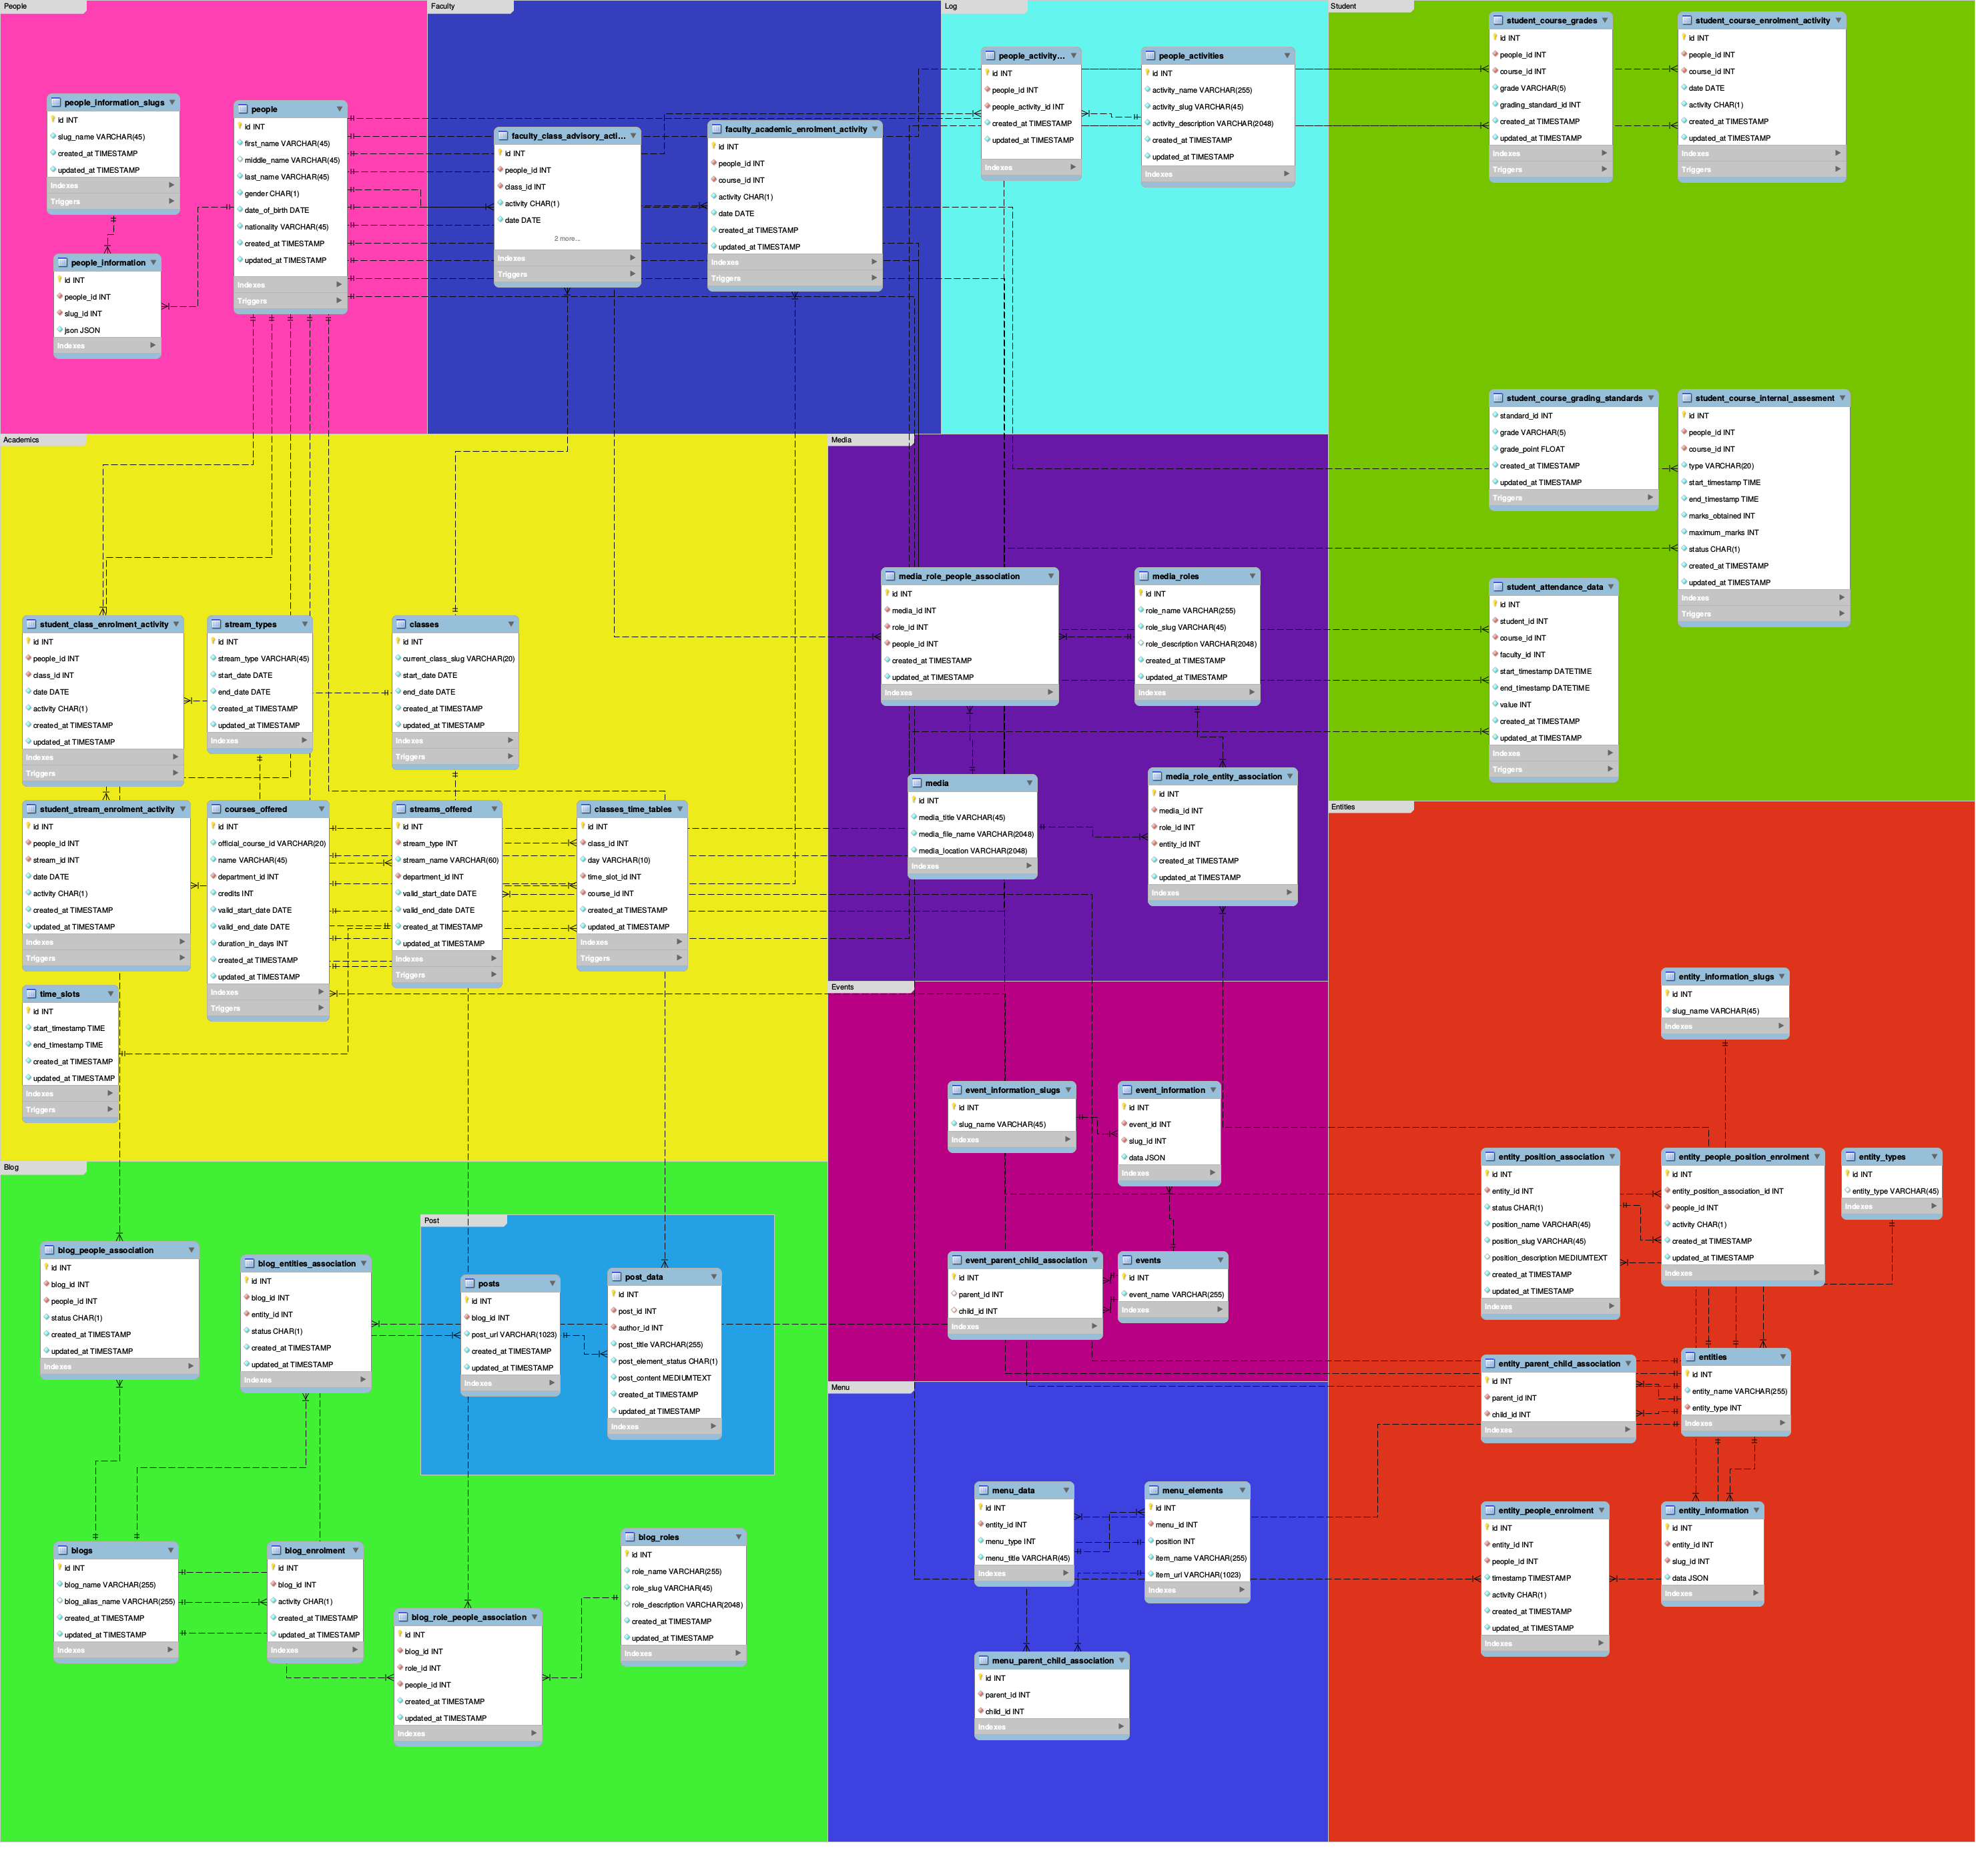 People
people_information_slugs
id INT
slug_name VARCHAR(45)
created_at TIMESTAMP
updated_at TIMESTAMP
Indexes
Triggers
people
id INT
first_name VARCHAR(45)
middle_name VARCHAR(45)
last_name VARCHAR(45)
gender CHAR(1)
date_of_birth DATE
nationality VARCHAR(45)
created_at TIMESTAMP
updated_at TIMESTAMP
Indexes
Triggers
people_information
id INT
people_id INT
slug_id INT
json JSON
Indexes
Faculty
faculty_class_advisory_acti...
id INT
people_id INT
class_id INT
activity CHAR(1)
date DATE
2 more...
Indexes
Triggers
faculty_academic_enrolment_activity
id INT
people_id INT
course_id INT
activity CHAR(1)
date DATE
created_at TIMESTAMP
updated_at TIMESTAMP
Indexes
Triggers
Log
people_activity...
id INT
people_id INT
people_activity_id INT
created_at TIMESTAMP
updated_at TIMESTAMP
Indexes
people_activities
id INT
activity_name VARCHAR(255)
activity_slug VARCHAR(45)
activity_description VARCHAR(2048)
created_at TIMESTAMP
updated_at TIMESTAMP
Indexes
Student
student_course_grades
id INT
people_id INT
course_id INT
grade VARCHAR(5)
grading_standard_id INT
created_at TIMESTAMP
updated_at TIMESTAMP
Indexes
Triggers
student_course_enrolment_activity
id INT
people_id INT
course_id INT
date DATE
activity CHAR(1)
created_at TIMESTAMP
updated_at TIMESTAMP
Indexes
Triggers
student_course_grading_standards
standard_id INT
grade VARCHAR(5)
grade_point FLOAT
created_at TIMESTAMP
updated_at TIMESTAMP
Triggers
student_course_internal_assesment
id INT
people_id INT
course_id INT
type VARCHAR(20)
start_timestamp TIME
end_timestamp TIME
marks_obtained INT
maximum_marks INT
status CHAR(1)
created_at TIMESTAMP
updated_at TIMESTAMP
Indexes
Triggers
student_attendance_data
id INT
student_id INT
course_id INT
faculty_id INT
start_timestamp DATETIME
end_timestamp DATETIME
value INT
created_at TIMESTAMP
updated_at TIMESTAMP
Indexes
Triggers
Academics
student_class_enrolment_activity
id INT
people_id INT
class_id INT
date DATE
activity CHAR(1)
created_at TIMESTAMP
updated_at TIMESTAMP
Indexes
Triggers
stream_types
id INT
stream_type VARCHAR(45)
start_date DATE
end_date DATE
created_at TIMESTAMP
updated_at TIMESTAMP
Indexes
classes
id INT
current_class_slug VARCHAR(20)
start_date DATE
end_date DATE
created_at TIMESTAMP
updated_at TIMESTAMP
Indexes
Triggers
student_stream_enrolment_activity
id INT
people_id INT
stream_id INT
date DATE
activity CHAR(1)
created_at TIMESTAMP
updated_at TIMESTAMP
Indexes
Triggers
courses_offered
id INT
official_course_id VARCHAR(20)
name VARCHAR(45)
department_id INT
credits INT
valid_start_date DATE
valid_end_date DATE
duration_in_days INT
created_at TIMESTAMP
updated_at TIMESTAMP
Indexes
Triggers
streams_offered
id INT
stream_type INT
stream_name VARCHAR(60)
department_id INT
valid_start_date DATE
valid_end_date DATE
created_at TIMESTAMP
updated_at TIMESTAMP
Indexes
Triggers
classes_time_tables
id INT
class_id INT
day VARCHAR(10)
time_slot_id INT
course_id INT
created_at TIMESTAMP
updated_at TIMESTAMP
Indexes
Triggers
time_slots
id INT
start_timestamp TIME
end_timestamp TIME
created_at TIMESTAMP
updated_at TIMESTAMP
Indexes
Triggers
Media
media_role_people_association
id INT
media_id INT
role_id INT
people_id INT
created_at TIMESTAMP
updated_at TIMESTAMP
Indexes
media_roles
id INT
role_name VARCHAR(255)
role_slug VARCHAR(45)
role_description VARCHAR(2048)
created_at TIMESTAMP
updated_at TIMESTAMP
Indexes
media
id INT
media_title VARCHAR(45)
media_file_name VARCHAR(2048)
media_location VARCHAR(2048)
Indexes
media_role_entity_association
id INT
media_id INT
role_id INT
entity_id INT
created_at TIMESTAMP
updated_at TIMESTAMP
Indexes
Events
event_information_slugs
id INT
slug_name VARCHAR(45)
Indexes
event_information
id INT
event_id INT
slug_id INT
data JSON
Indexes
event_parent_child_association
id INT
parent_id INT
child_id INT
Indexes
events
id INT
event_name VARCHAR(255)
Indexes
Entities
entity_information_slugs
id INT
slug_name VARCHAR(45)
Indexes
entity_position_association
id INT
entity_id INT
status CHAR(1)
position_name VARCHAR(45)
position_slug VARCHAR(45)
position_description MEDIUMTEXT
created_at TIMESTAMP
updated_at TIMESTAMP
Indexes
entity_people_position_enrolment
id INT
entity_position_association_id INT
people_id INT
activity CHAR(1)
created_at TIMESTAMP
updated_at TIMESTAMP
Indexes
entity_types
id INT
entity_type VARCHAR(45)
Indexes
entity_parent_child_association
id INT
parent_id INT
child_id INT
Indexes
entities
id INT
entity_name VARCHAR(255)
entity_type INT
Indexes
entity_people_enrolment
id INT
entity_id INT
people_id INT
timestamp TIMESTAMP
activity CHAR(1)
created_at TIMESTAMP
updated_at TIMESTAMP
Indexes
entity_information
id INT
entity_id INT
slug_id INT
data JSON
Indexes
Blog
blog_people_association
id INT
blog_id INT
people_id INT
status CHAR(1)
created_at TIMESTAMP
updated_at TIMESTAMP
Indexes
blog_entities_association
id INT
blog_id INT
entity_id INT
status CHAR(1)
created_at TIMESTAMP
updated_at TIMESTAMP
Indexes
Post
posts
id INT
blog_id INT
post_url VARCHAR(1023)
created_at TIMESTAMP
updated_at TIMESTAMP
Indexes
post_data
id INT
post_id INT
author_id INT
post_title VARCHAR(255)
post_element_status CHAR(1)
post_content MEDIUMTEXT
created_at TIMESTAMP
updated_at TIMESTAMP
Indexes
blogs
id INT
blog_name VARCHAR(255)
blog_alias_name VARCHAR(255)
created_at TIMESTAMP
updated_at TIMESTAMP
Indexes
blog_enrolment
id INT
blog_id INT
activity CHAR(1)
created_at TIMESTAMP
updated_at TIMESTAMP
Indexes
blog_role_people_association
id INT
blog_id INT
role_id INT
people_id INT
created_at TIMESTAMP
updated_at TIMESTAMP
Indexes
blog_roles
id INT
role_name VARCHAR(255)
role_slug VARCHAR(45)
role_description VARCHAR(2048)
created_at TIMESTAMP
updated_at TIMESTAMP
Indexes
Menu
menu_data
id INT
entity_id INT
menu_type INT
menu_title VARCHAR(45)
Indexes
menu_elements
id INT
menu_id INT
position INT
item_name VARCHAR(255)
item_url VARCHAR(1023)
Indexes
menu_parent_child_association
id INT
parent_id INT
child_id INT
Indexes